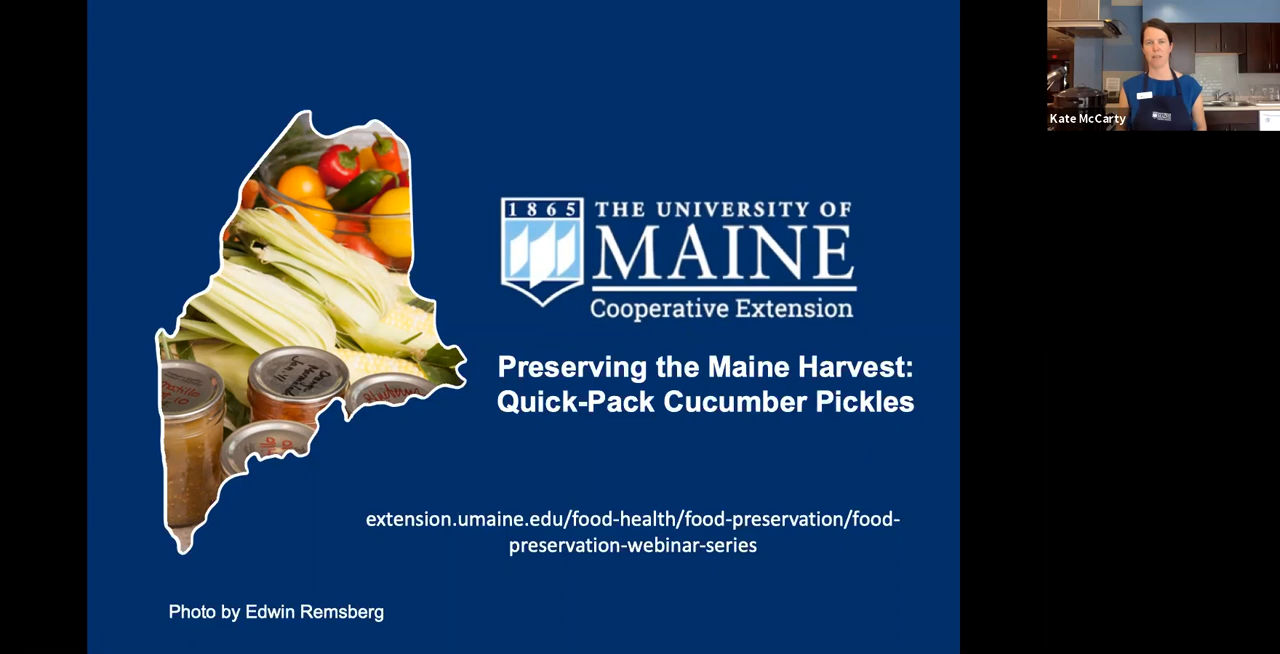 Kate McCarty
1865
THE UNIVERSITY OF
MAINE
Cooperative Extension
Preserving the Maine Harvest:
Quick-Pack Cucumber Pickles
extension.umaine.edu/food-health/food-preservation/food-
preservation-webinar-series
Photo by Edwin Remsberg